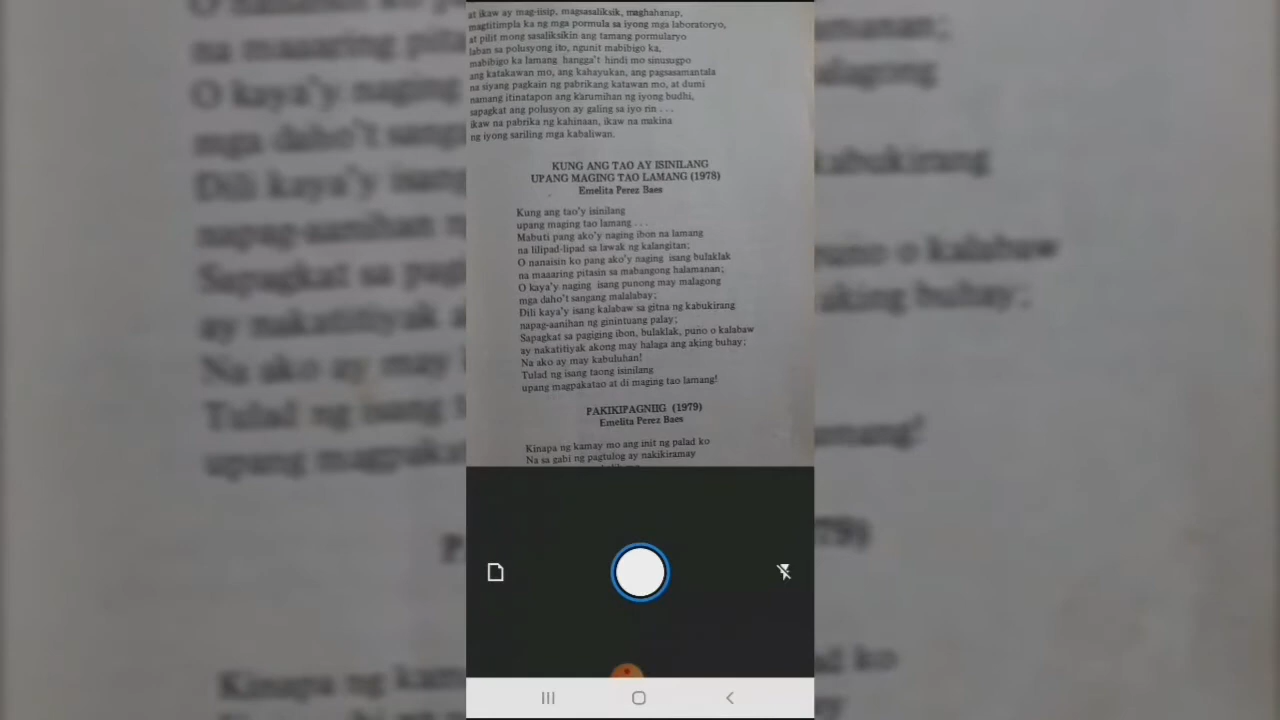 at ikaw ay mag-iisip, magsasaliksik, maghahanap,
magtitimpla ka ng mga pormula sa iyong mga laboratoryo,
at pilit mong sasaliksikin ang tamang pormularyo
laban sa polusyong ito, ngunit mabibigo ka,
mabibigo ka lamang hangga't hindi mo sinusugpo
ang katakawan mo, ang kahayukan, ang pagsasamantala
na siyang pagkain ng pabrikang katawan mo, at dumi
namang itinatapon ang karumihan ng iyong budhi,
sapagkat ang polusyon ay galing sa iyo rin . . .
ikaw na pabrika ng kahinaan, ikaw na makina
ng iyong sariling mga kabaliwan.
KUNG ANG TAO AY ISINILANG
UPANG MAGING TAO LAMANG (1978)
Emelita Perez Baes
Kung ang tao'y isinilang
upang maging tao lamang . . .
Mabuti pang ako'y naging ibon na lamang
na lilipad-lipad sa lawak ng kalangitan;
O nanaisin ko pang ako'y naging isang bulaklak
na maaaring pitasin sa mabangong halamanan;
O kaya'y naging isang punong may malagong
mga daho't sangang malalabay;
Dili kaya'y isang kalabaw sa gitna ng kabukirang
napag-aanihan ng ginintuang palay;
Sapagkat sa pagiging ibon, bulaklak, puno o kalabaw
ay nakatitiyak akong may halaga ang aking buhay;
Na ako ay may kabuluhan!
Tulad ng isang taong isinilang
upang magpakatao at di maging tao lamang!
PAKIKIPAGNIIG (1979)
Emelita Perez Baes
Kinapa ng kamay mo ang init ng palad ko
Na sa gabi ng pagtulog ay nakikiramay